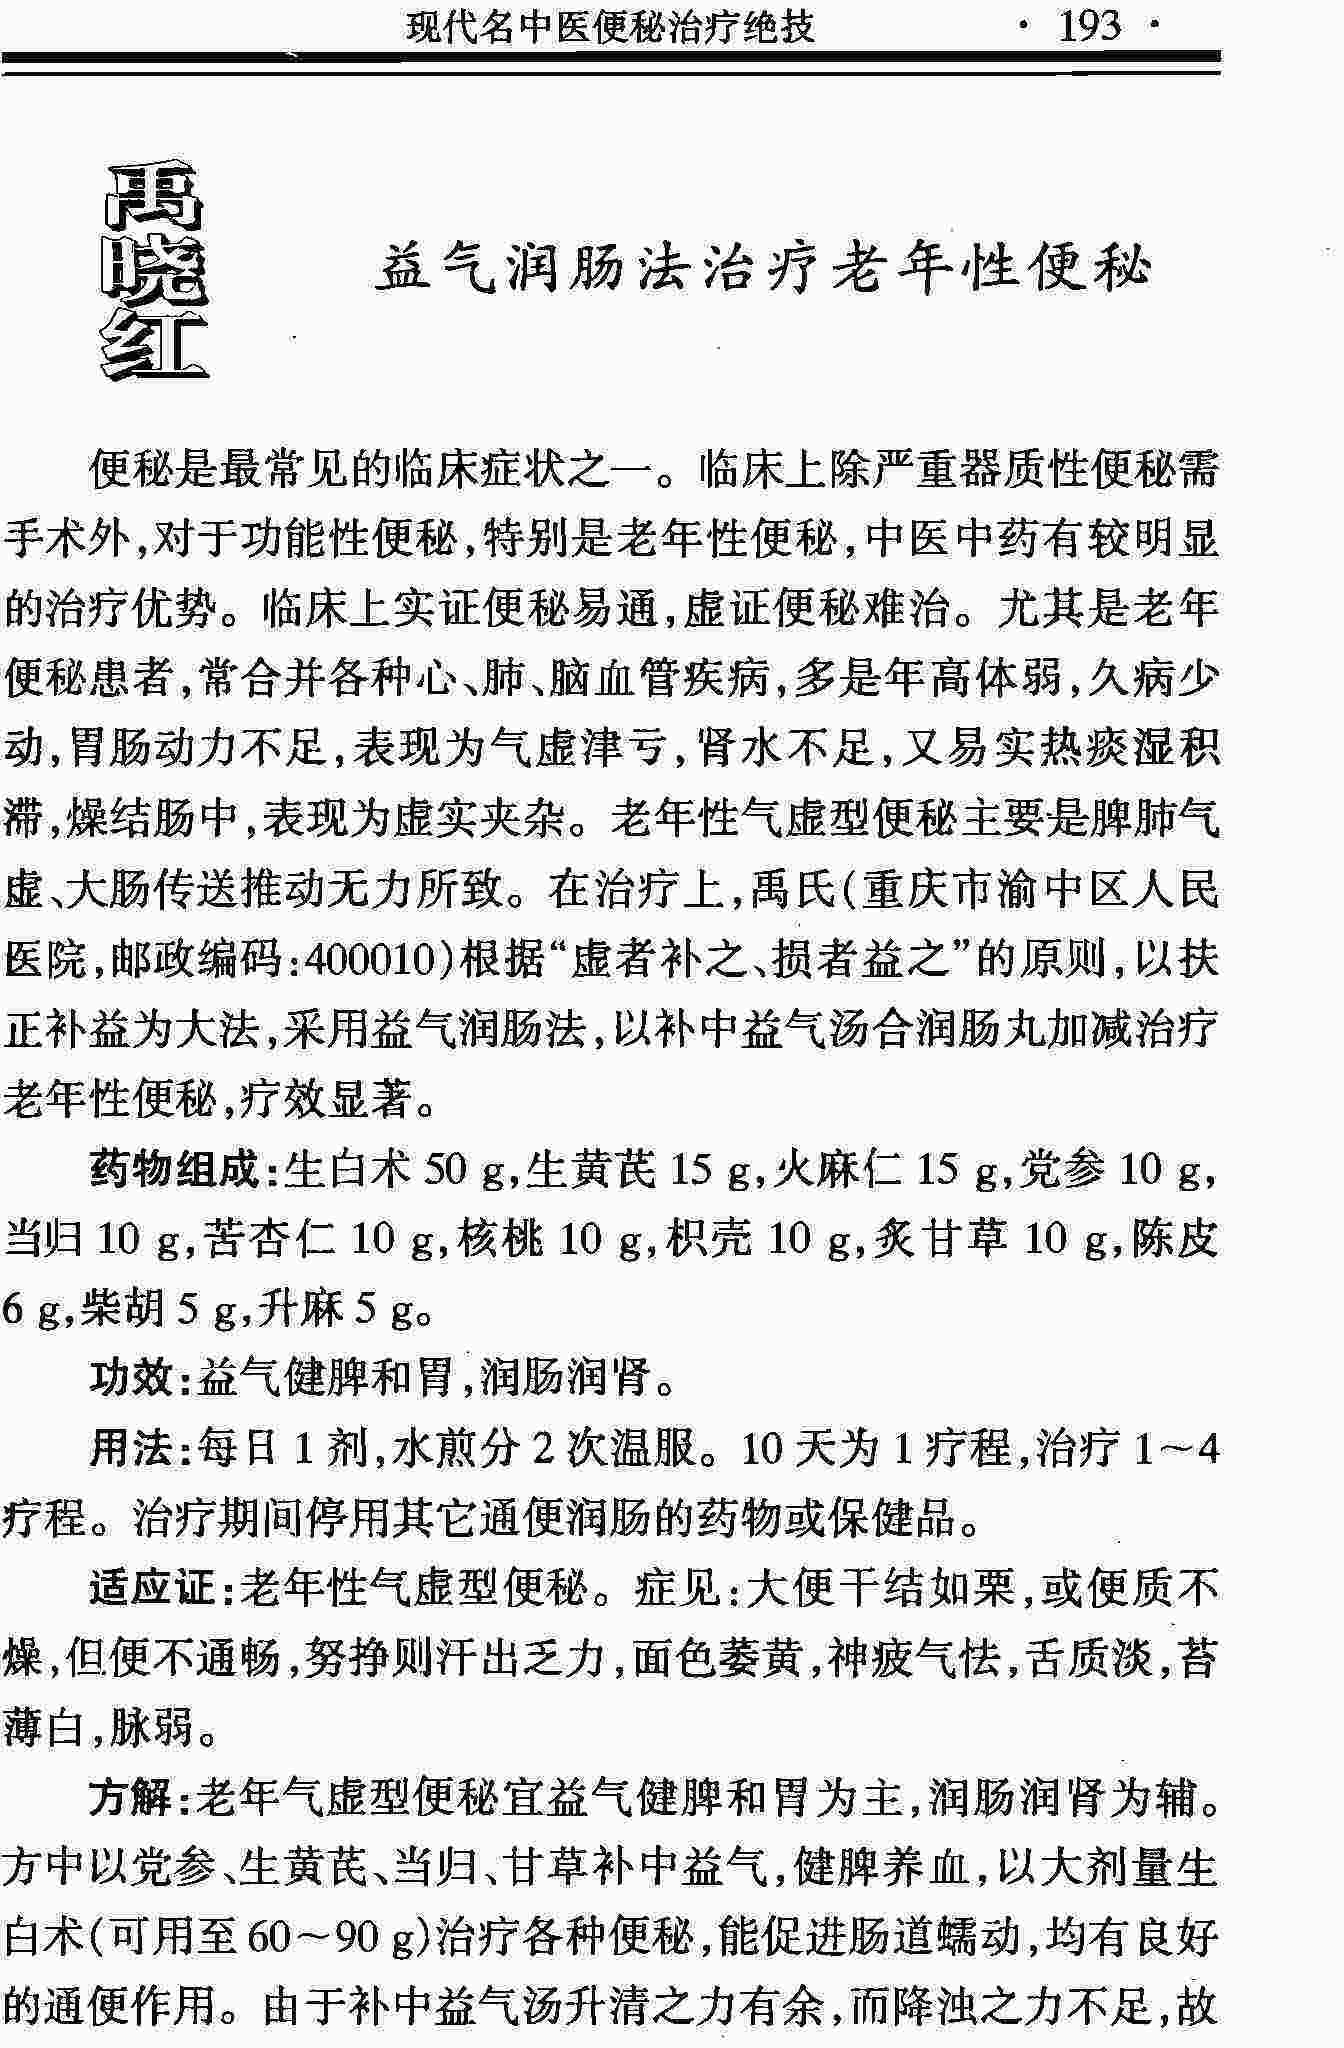 现代名中医便秘治疗绝技 · 193 ·
禹晓红
益气润肠法治疗老年性便秘
便秘是最常见的临床症状之一。临床上除严重器质性便秘需
手术外,对于功能性便秘,特别是老年性便秘,中医中药有较明显
的治疗优势。临床上实证便秘易通,虚证便秘难治。尤其是老年
便秘患者,常合并各种心、肺、脑血管疾病,多是年高体弱,久病少
动,胃肠动力不足,表现为气虚津亏,肾水不足,又易实热痰湿积
滞,燥结肠中,表现为虚实夹杂。老年性气虚型便秘主要是脾肺气
虚、大肠传送推动无力所致。在治疗上,禹氏(重庆市渝中区人民
医院,邮政编码:400010)根据“虚者补之、损者益之”的原则,以扶
正补益为大法,采用益气润肠法,以补中益气汤合润肠丸加减治疗
老年性便秘,疗效显著。
药物组成:生白术 50 g,生黄芪 15 g,火麻仁 15 g,党参 10 g,
当归 10 g,苦杏仁 10 g,核桃 10 g,枳壳 10 g,炙甘草 10 g,陈皮
6 g,柴胡 5 g,升麻 5 g。
功效:益气健脾和胃,润肠润肾。
用法:每日 1 剂,水煎分 2 次温服。10 天为 1 疗程,治疗 1～4
疗程。治疗期间停用其它通便润肠的药物或保健品。
适应证:老年性气虚型便秘。症见:大便干结如栗,或便质不
燥,但便不通畅,努挣则汗出乏力,面色萎黄,神疲气怯,舌质淡,苔
薄白,脉弱。
方解:老年气虚型便秘宜益气健脾和胃为主,润肠润肾为辅。
方中以党参、生黄芪、当归、甘草补中益气,健脾养血,以大剂量生
白术(可用至 60～90 g)治疗各种便秘,能促进肠道蠕动,均有良好
的通便作用。由于补中益气汤升清之力有余,而降浊之力不足,故